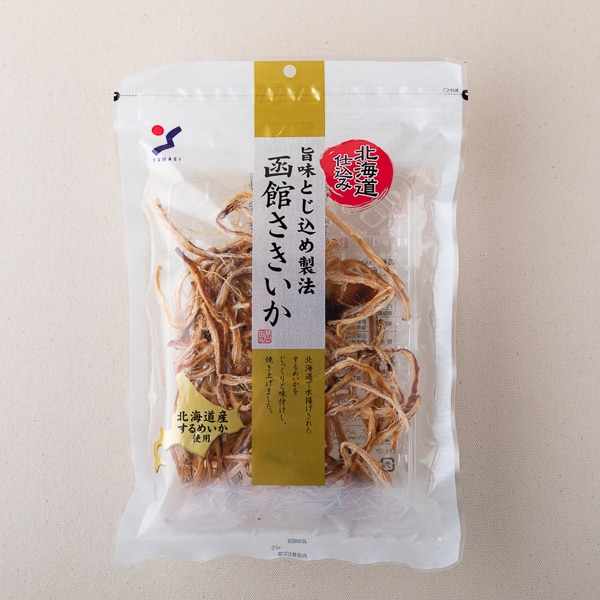 YAMAEI
北海道
仕込み
旨味とじ込め製法
函館さきいか
北海道で水揚げされた
するめいかを
じっくりと味付けし、
焼き上げました。
北海道産
するめいか
使用